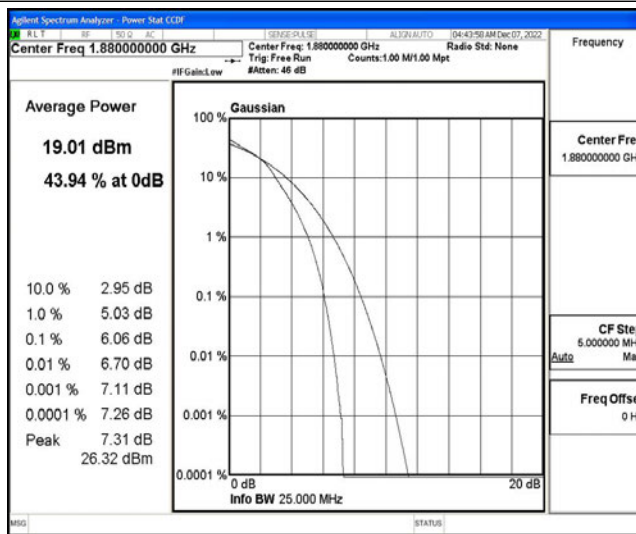 Agilent Spectrum Analyzer - Power Stat CCDF
RLT RF 50 Ω AC SENSE:PULSE ALIGN AUTO 04:43:58 AM Dec 07, 2022
Center Freq 1.880000000 GHz
Center Freq: 1.880000000 GHz Radio Std: None
Trig: Free Run Counts:1.00 M/1.00 Mpt
#IFGain:Low #Atten: 46 dB
Frequency
Average Power
19.01 dBm
43.94 % at 0dB
10.0 % 2.95 dB
1.0 % 5.03 dB
0.1 % 6.06 dB
0.01 % 6.70 dB
0.001 % 7.11 dB
0.0001 % 7.26 dB
Peak 7.31 dB
26.32 dBm
Gaussian
100 %
10 %
1 %
0.1 %
0.01 %
0.001 %
0.0001 %
0 dB 20 dB
Info BW 25.000 MHz
Center Fre
1.880000000 GH
CF Ste
5.000000 MH
Auto Ma
Freq Offse
0 H
MSG STATUS